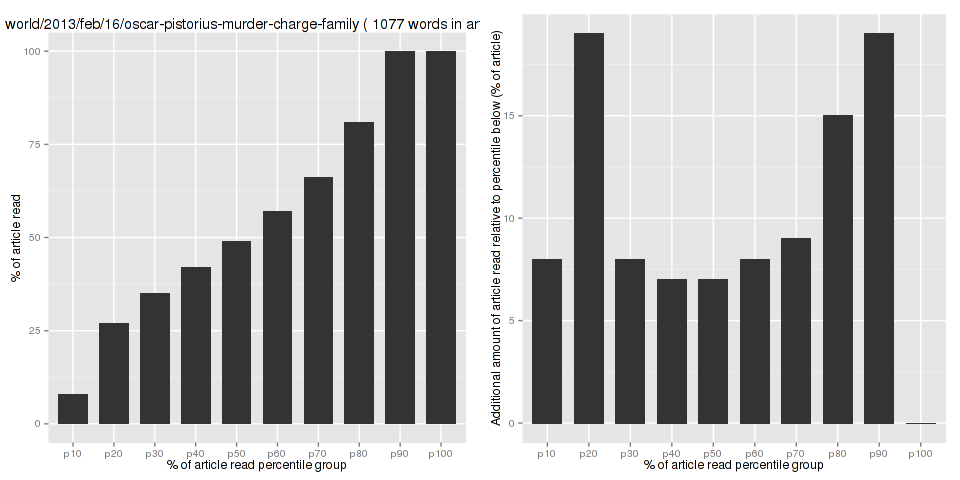 world/2013/feb/16/oscar-pistorius-murder-charge-family ( 1077 words in ar
% of article read
100
75
50
25
0
p10 p20 p30 p40 p50 p60 p70 p80 p90 p100
% of article read percentile group
Additional amount of article read relative to percentile below (% of article)
15
10
5
0
p10 p20 p30 p40 p50 p60 p70 p80 p90 p100
% of article read percentile group